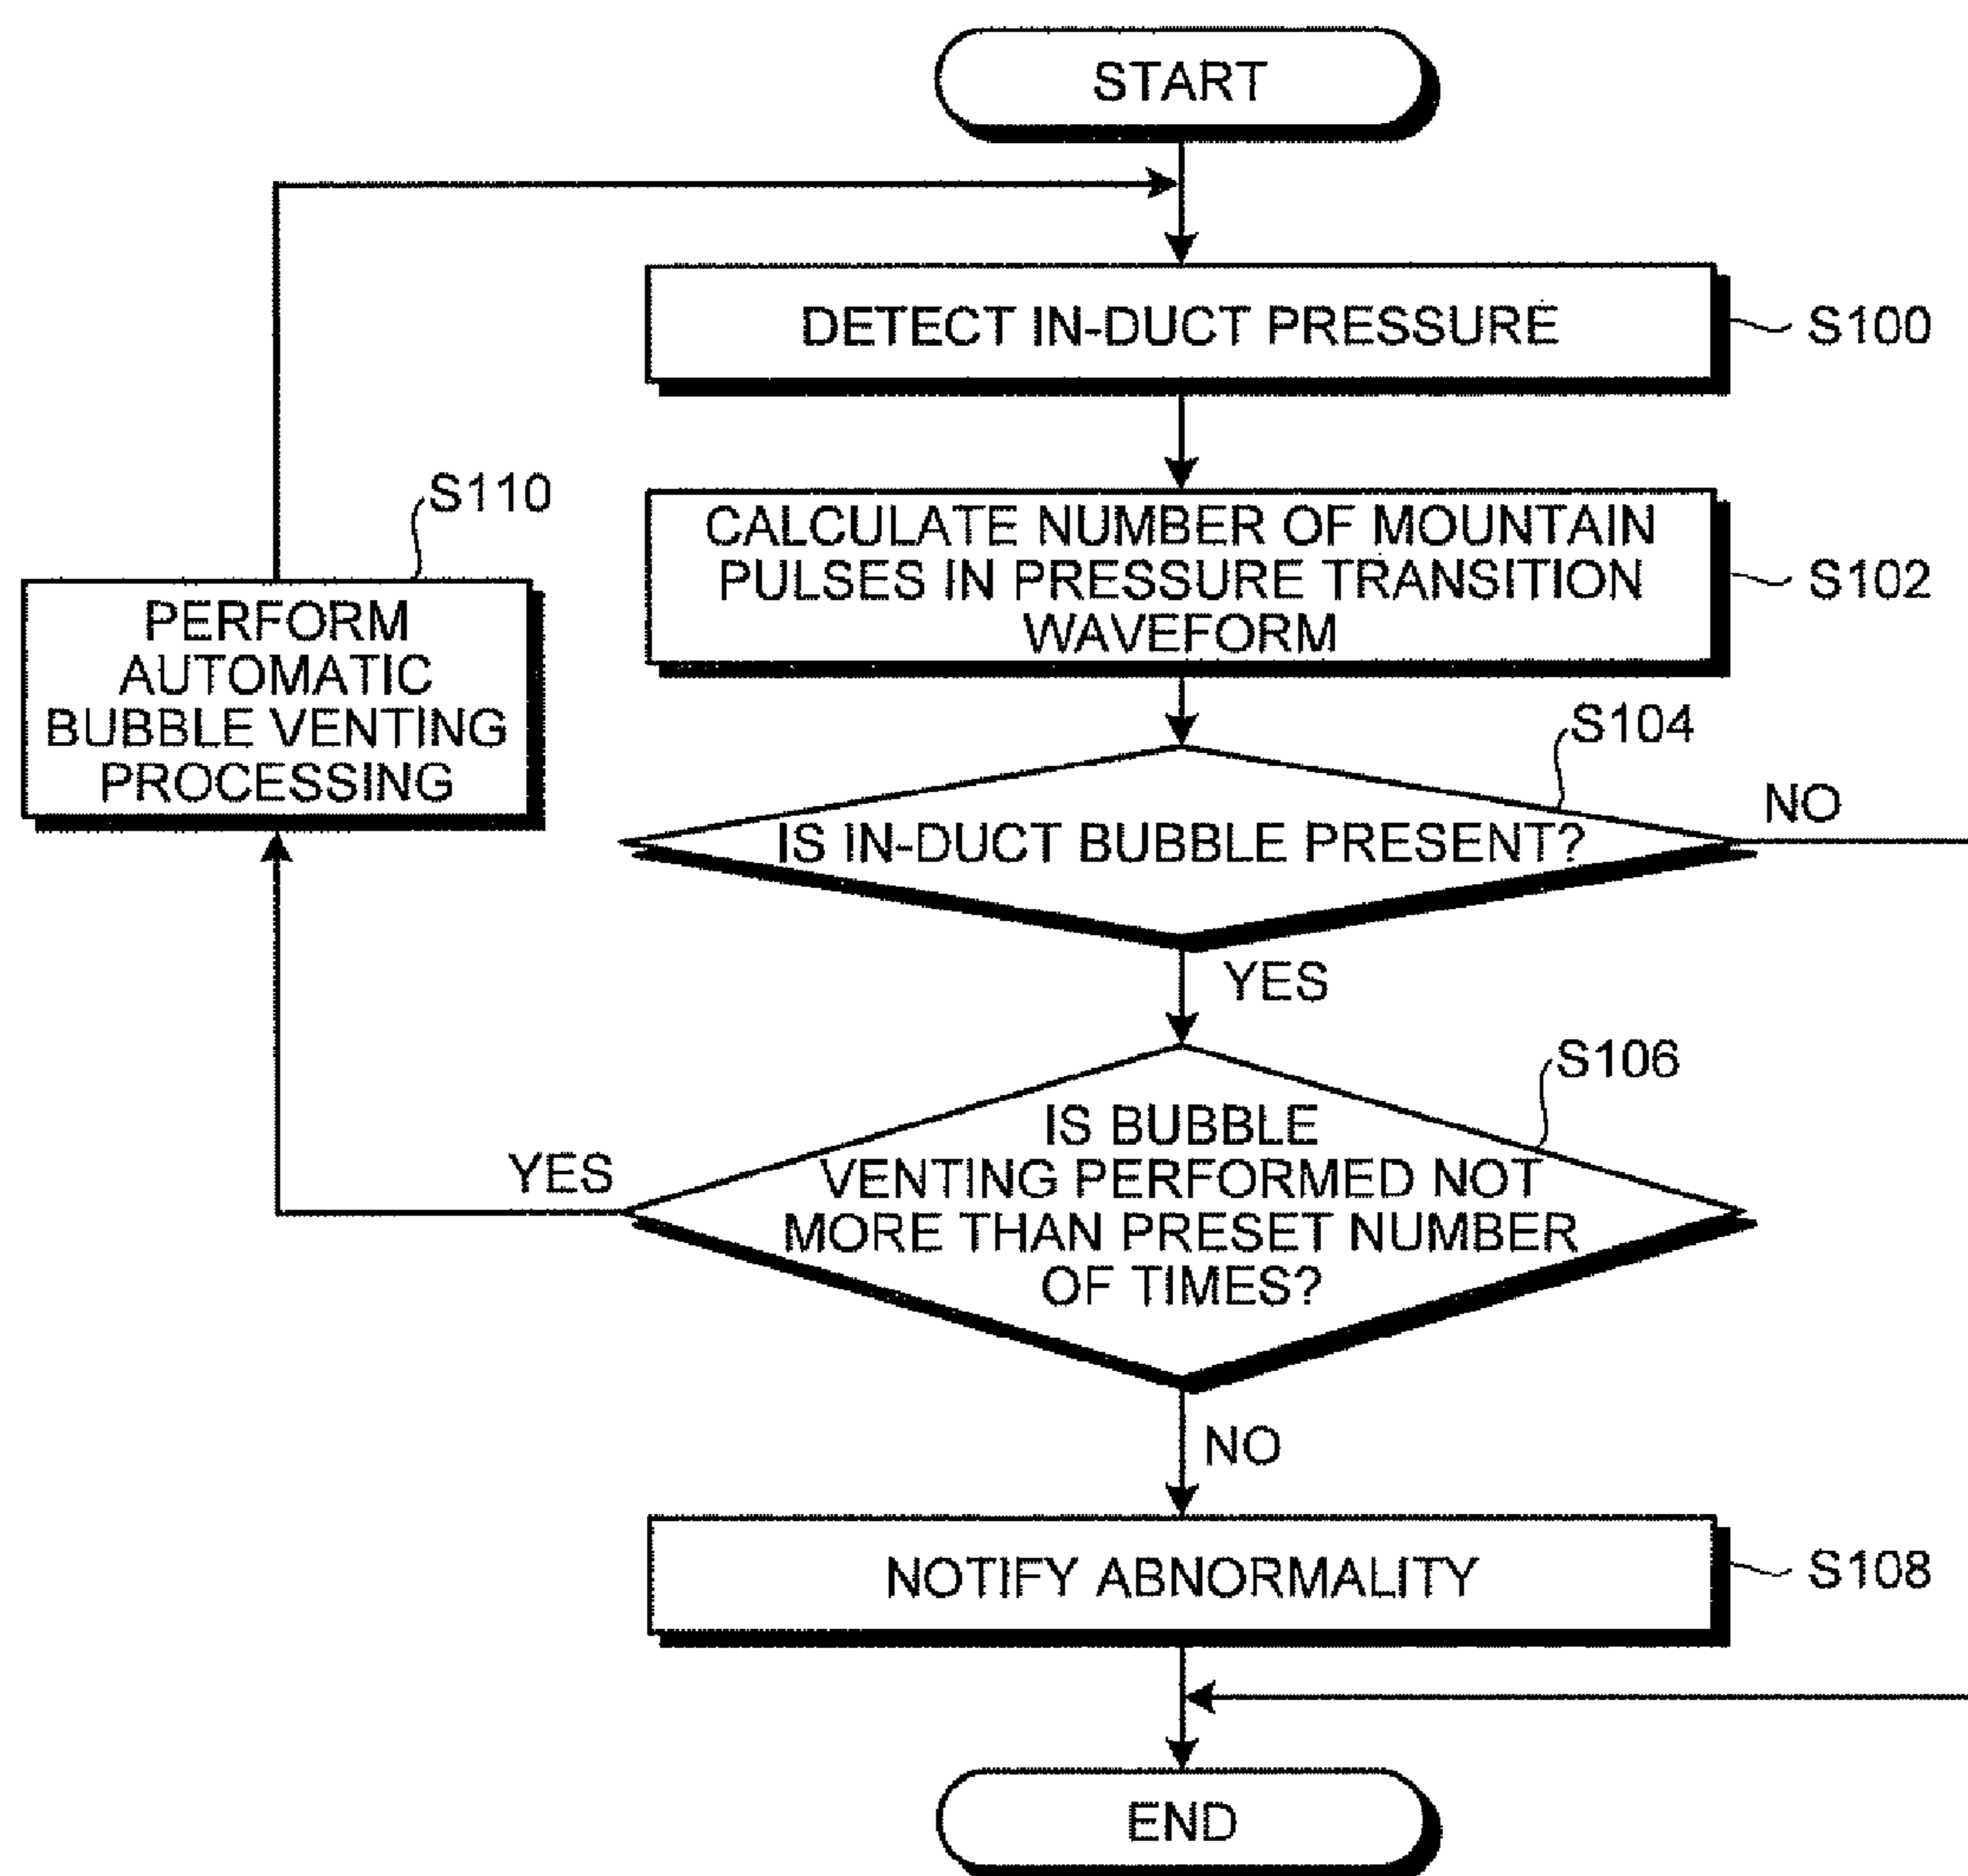 START
DETECT IN-DUCT PRESSURE
S100
CALCULATE NUMBER OF MOUNTAIN
PULSES IN PRESSURE TRANSITION
WAVEFORM
S102
S110
PERFORM
AUTOMATIC
BUBBLE VENTING
PROCESSING
S104
IS IN-DUCT BUBBLE PRESENT?
NO
YES
S106
IS BUBBLE
VENTING PERFORMED NOT
MORE THAN PRESET NUMBER
OF TIMES?
YES
NO
NOTIFY ABNORMALITY
S108
END